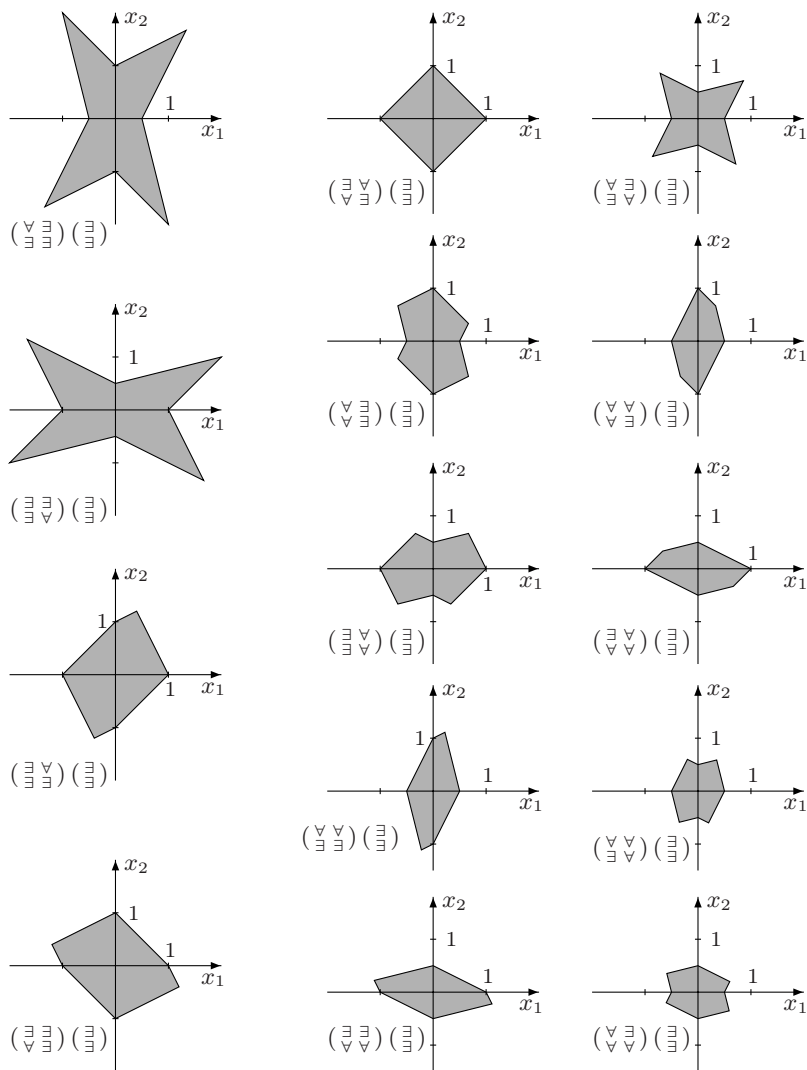 x₂
1
x₁
(∀ ∃
∃ ∃)(∃
∃)
x₂
1
x₁
(∃ ∃
∃ ∀)(∃
∃)
x₂
1
1 x₁
(∃ ∀
∃ ∃)(∃
∃)
x₂
1
1
x₁
(∃ ∃
∀ ∃)(∃
∃)
x₂
1
1
x₁
(∃ ∀
∀ ∃)(∃
∃)
x₂
1
1
x₁
(∀ ∃
∀ ∃)(∃
∃)
x₂
1
1 x₁
(∃ ∀
∃ ∀)(∃
∃)
x₂
1
1
x₁
(∀ ∀
∃ ∃)(∃
∃)
x₂
1
1
x₁
(∃ ∃
∀ ∀)(∃
∃)
x₂
1
1
x₁
(∀ ∃
∃ ∀)(∃
∃)
x₂
1
1
x₁
(∀ ∀
∀ ∃)(∃
∃)
x₂
1
1
x₁
(∃ ∀
∀ ∀)(∃
∃)
x₂
1
1
x₁
(∀ ∀
∃ ∀)(∃
∃)
x₂
1
1
x₁
(∀ ∃
∀ ∀)(∃
∃)